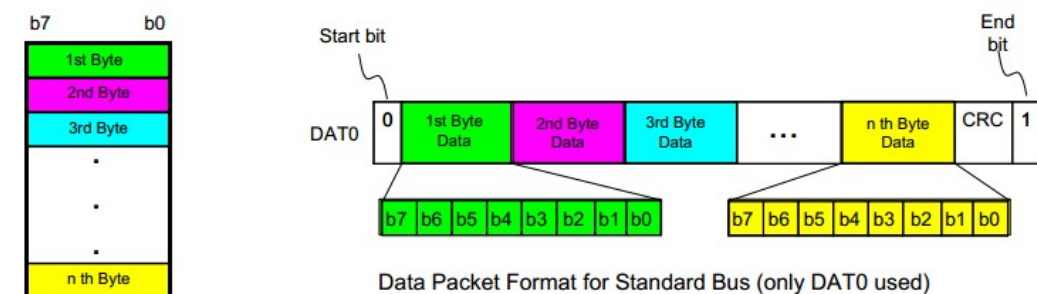 b7 b0
1st Byte
2nd Byte
3rd Byte
.
.
.
n th Byte
Start bit
End
bit
DAT0 0 1st Byte Data 2nd Byte Data 3rd Byte Data ... n th Byte Data CRC 1
b7 b6 b5 b4 b3 b2 b1 b0
b7 b6 b5 b4 b3 b2 b1 b0
Data Packet Format for Standard Bus (only DAT0 used)